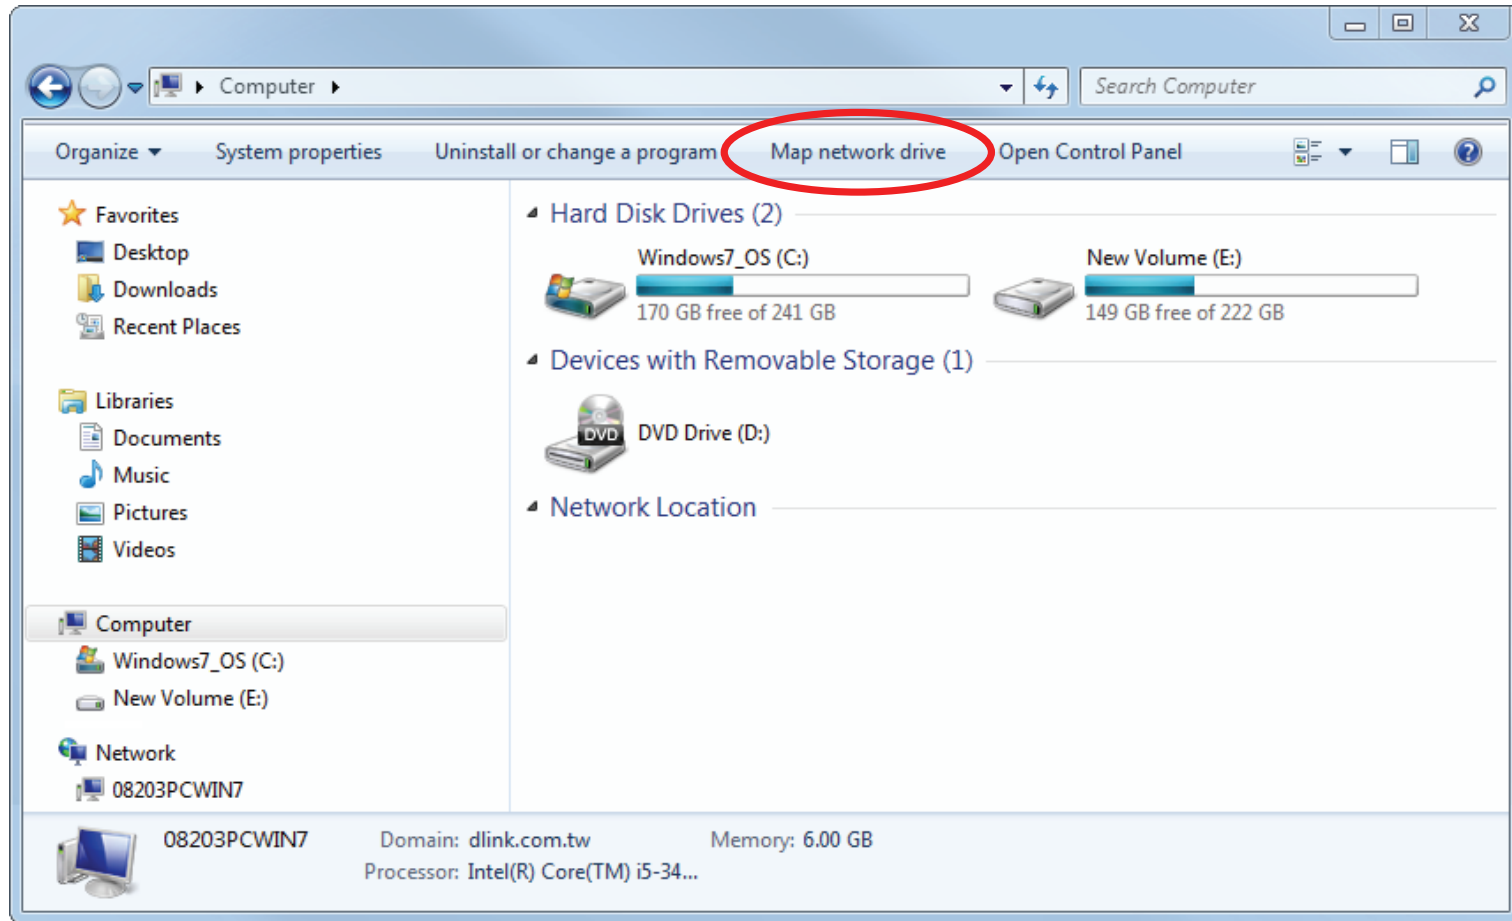 Computer
Search Computer
Organize System properties Uninstall or change a program Map network drive Open Control Panel
Favorites
Desktop
Downloads
Recent Places
Libraries
Documents
Music
Pictures
Videos
Computer
Windows7_OS (C:)
New Volume (E:)
Network
08203PCWIN7
Hard Disk Drives (2)
Windows7_OS (C:)
170 GB free of 241 GB
New Volume (E:)
149 GB free of 222 GB
Devices with Removable Storage (1)
DVD
DVD Drive (D:)
Network Location
08203PCWIN7 Domain: dlink.com.tw Memory: 6.00 GB
Processor: Intel(R) Core(TM) i5-34...